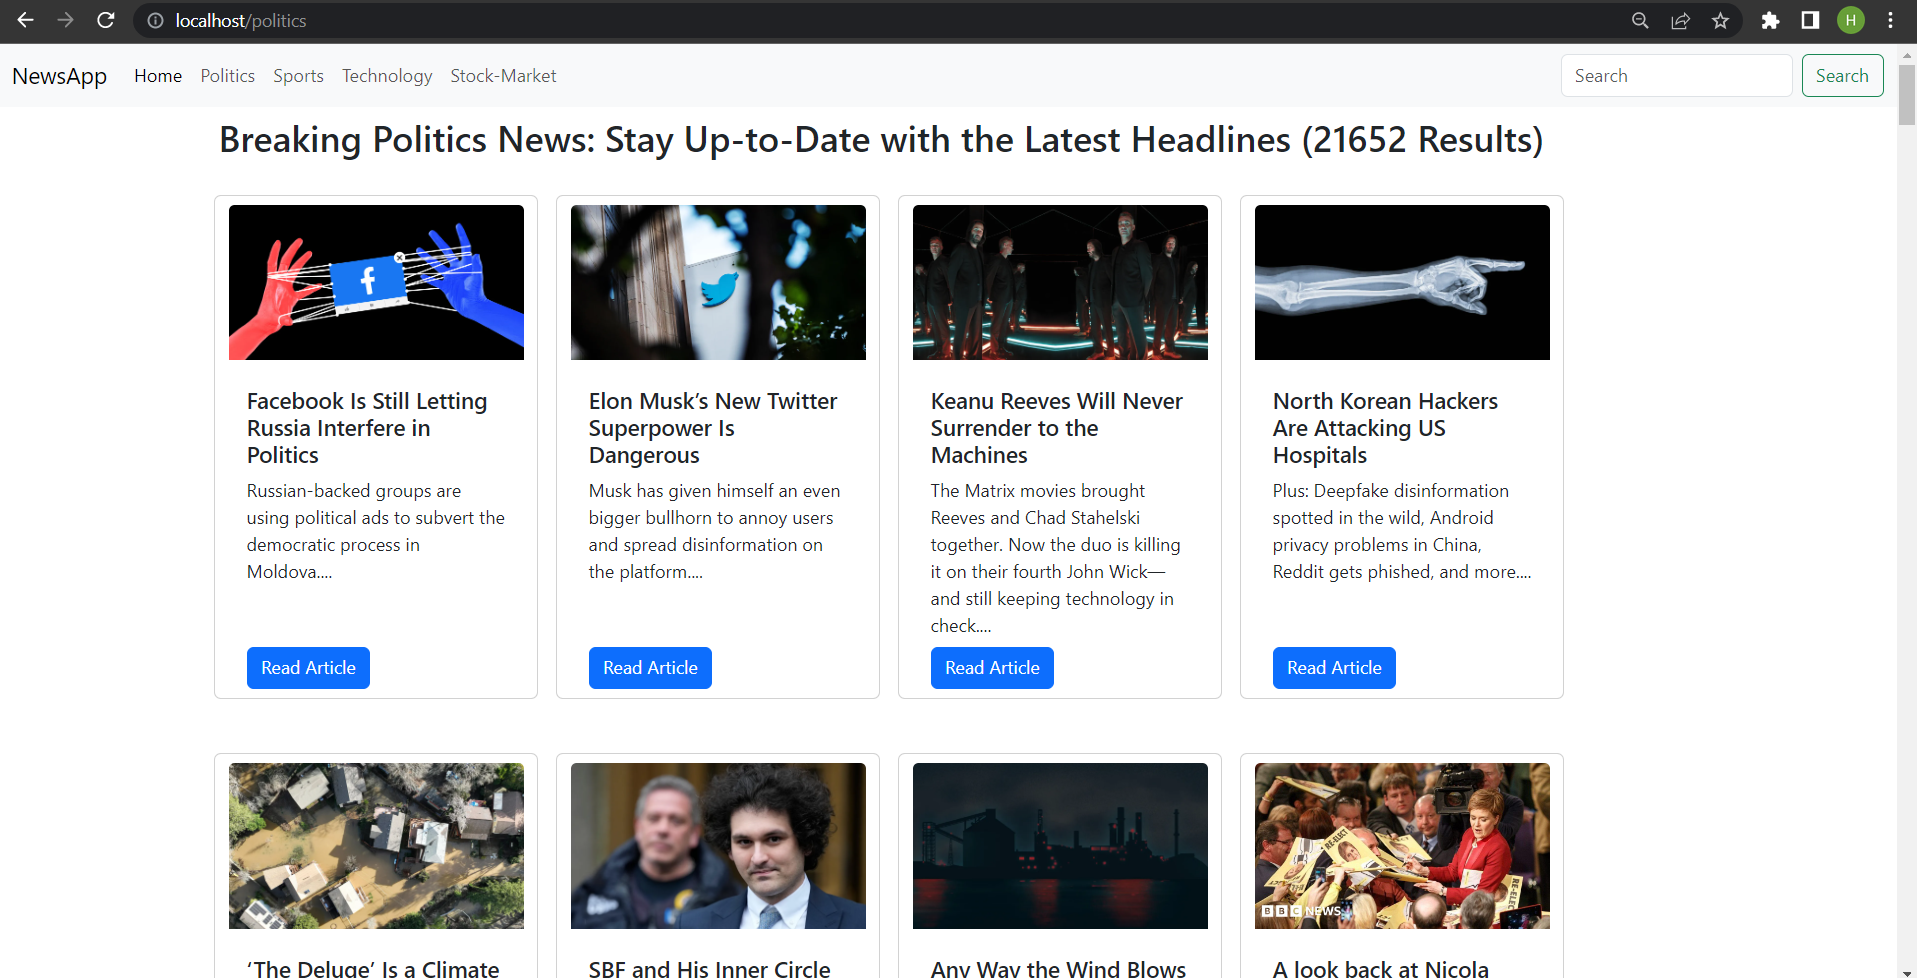 localhost/politics
H
NewsApp Home Politics Sports Technology Stock-Market Search Search
Breaking Politics News: Stay Up-to-Date with the Latest Headlines (21652 Results)
f
Facebook Is Still Letting
Russia Interfere in
Politics
Russian-backed groups are
using political ads to subvert the
democratic process in
Moldova....
Read Article
Elon Musk’s New Twitter
Superpower Is
Dangerous
Musk has given himself an even
bigger bullhorn to annoy users
and spread disinformation on
the platform....
Read Article
Keanu Reeves Will Never
Surrender to the
Machines
The Matrix movies brought
Reeves and Chad Stahelski
together. Now the duo is killing
it on their fourth John Wick—
and still keeping technology in
check....
Read Article
North Korean Hackers
Are Attacking US
Hospitals
Plus: Deepfake disinformation
spotted in the wild, Android
privacy problems in China,
Reddit gets phished, and more....
Read Article
‘The Deluge’ Is a Climate
SBF and His Inner Circle
Any Way the Wind Blows
RE-ELECT
RE-ELEC
BBC NEWS
A look back at Nicola